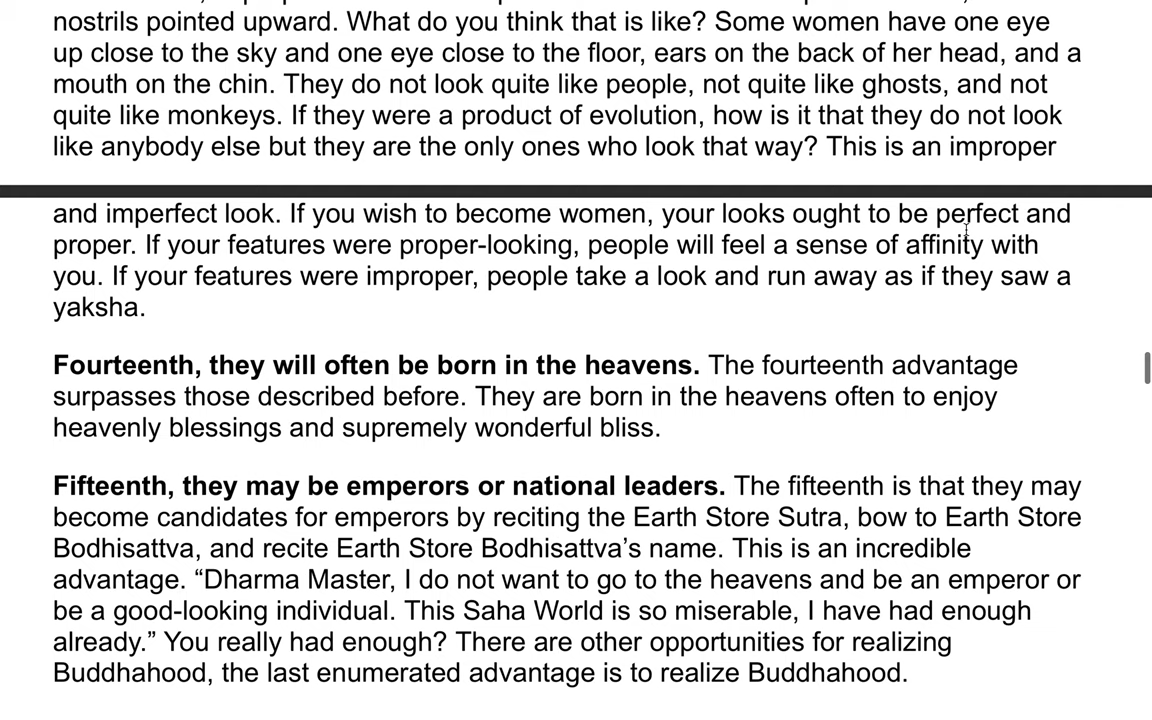 nostrils pointed upward. What do you think that is like? Some women have one eye
up close to the sky and one eye close to the floor, ears on the back of her head, and a
mouth on the chin. They do not look quite like people, not quite like ghosts, and not
quite like monkeys. If they were a product of evolution, how is it that they do not look
like anybody else but they are the only ones who look that way? This is an improper
and imperfect look. If you wish to become women, your looks ought to be perfect and
proper. If your features were proper-looking, people will feel a sense of affinity with
you. If your features were improper, people take a look and run away as if they saw a
yaksha.
Fourteenth, they will often be born in the heavens. The fourteenth advantage
surpasses those described before. They are born in the heavens often to enjoy
heavenly blessings and supremely wonderful bliss.
Fifteenth, they may be emperors or national leaders. The fifteenth is that they may
become candidates for emperors by reciting the Earth Store Sutra, bow to Earth Store
Bodhisattva, and recite Earth Store Bodhisattva’s name. This is an incredible
advantage. “Dharma Master, I do not want to go to the heavens and be an emperor or
be a good-looking individual. This Saha World is so miserable, I have had enough
already.” You really had enough? There are other opportunities for realizing
Buddhahood, the last enumerated advantage is to realize Buddhahood.